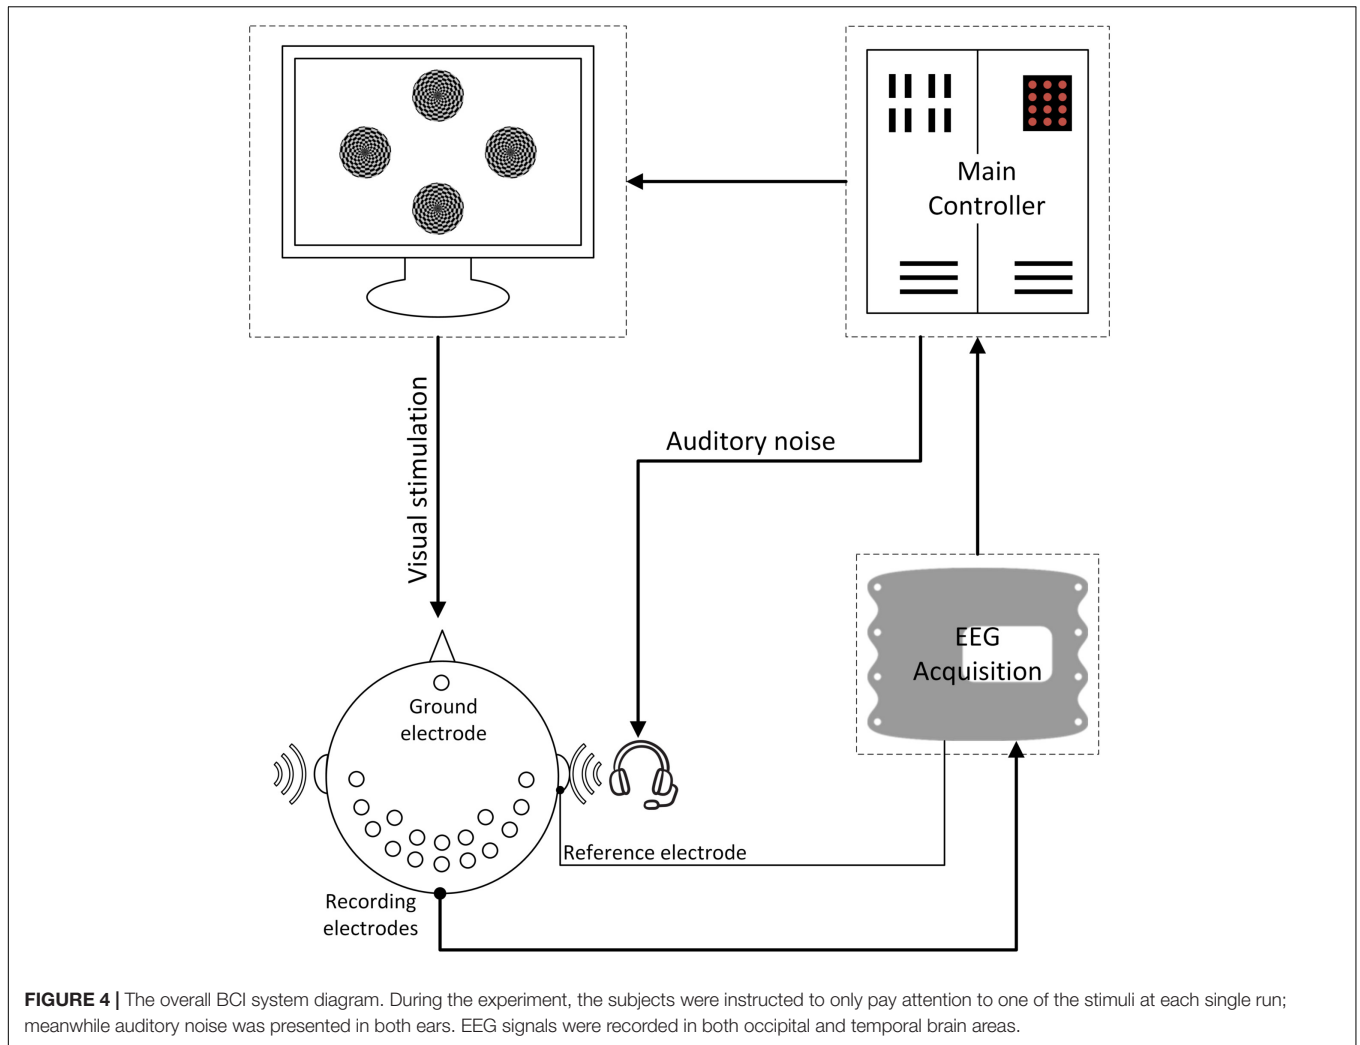 Main
Controller
Auditory noise
Visual stimulation
EEG
Acquisition
Ground
electrode
Reference electrode
Recording
electrodes
FIGURE 4 | The overall BCI system diagram. During the experiment, the subjects were instructed to only pay attention to one of the stimuli at each single run;
meanwhile auditory noise was presented in both ears. EEG signals were recorded in both occipital and temporal brain areas.